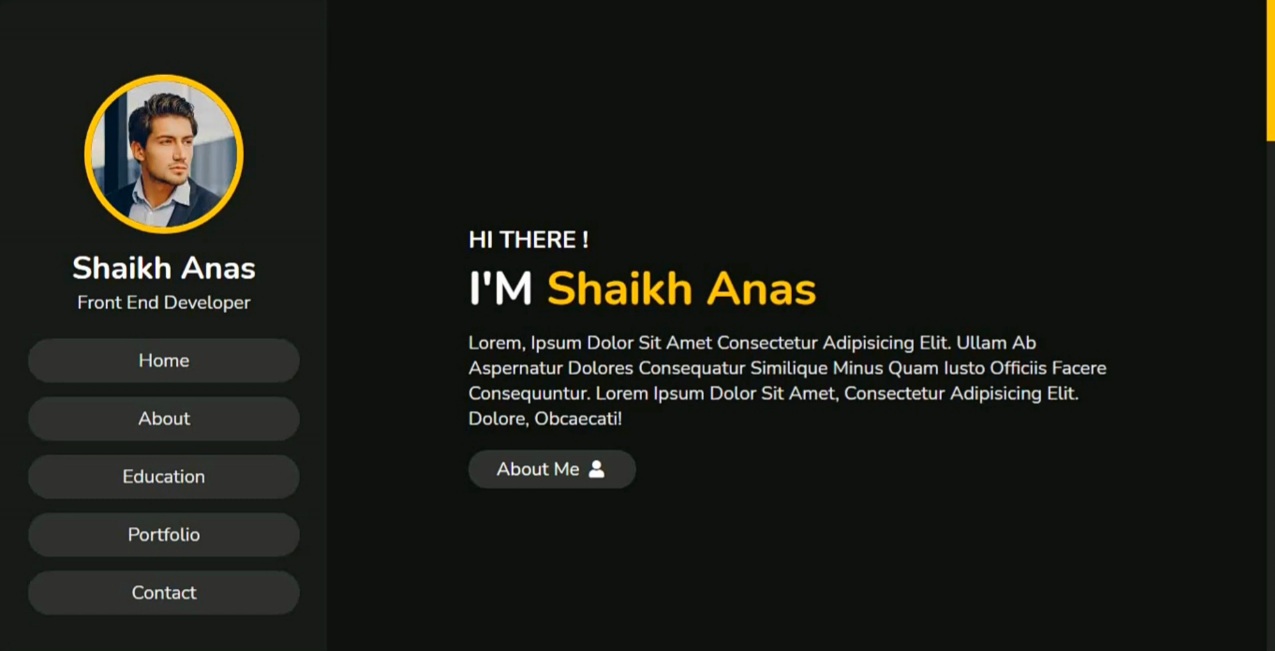 Shaikh Anas
Front End Developer
Home
About
Education
Portfolio
Contact
HI THERE !
I'M Shaikh Anas
Lorem, Ipsum Dolor Sit Amet Consectetur Adipisicing Elit. Ullam Ab
Aspernatur Dolores Consequatur Similique Minus Quam Iusto Officiis Facere
Consequuntur. Lorem Ipsum Dolor Sit Amet, Consectetur Adipisicing Elit.
Dolore, Obcaecati!
About Me